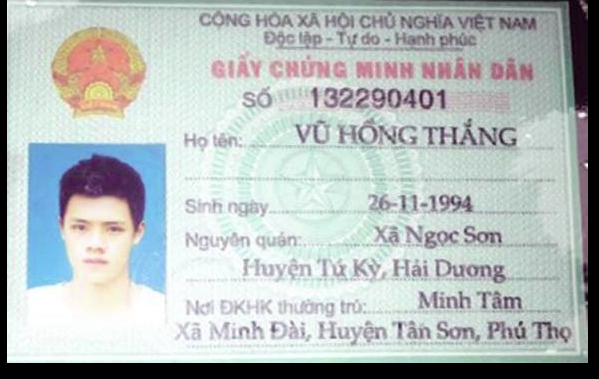 CỘNG HÒA XÃ HỘI CHỦ NGHĨA VIỆT NAM
Độc lập - Tự do - Hạnh phúc
GIẤY CHỨNG MINH NHÂN DÂN
SỐ 132290401
Họ tên: VŨ HỒNG THẮNG
Sinh ngày 26-11-1994
Nguyên quán: Xã Ngọc Sơn
Huyện Tứ Kỳ, Hải Dương
Nơi ĐKHK thường trú: Minh Tâm
Xã Minh Đài, Huyện Tân Sơn, Phú Thọ